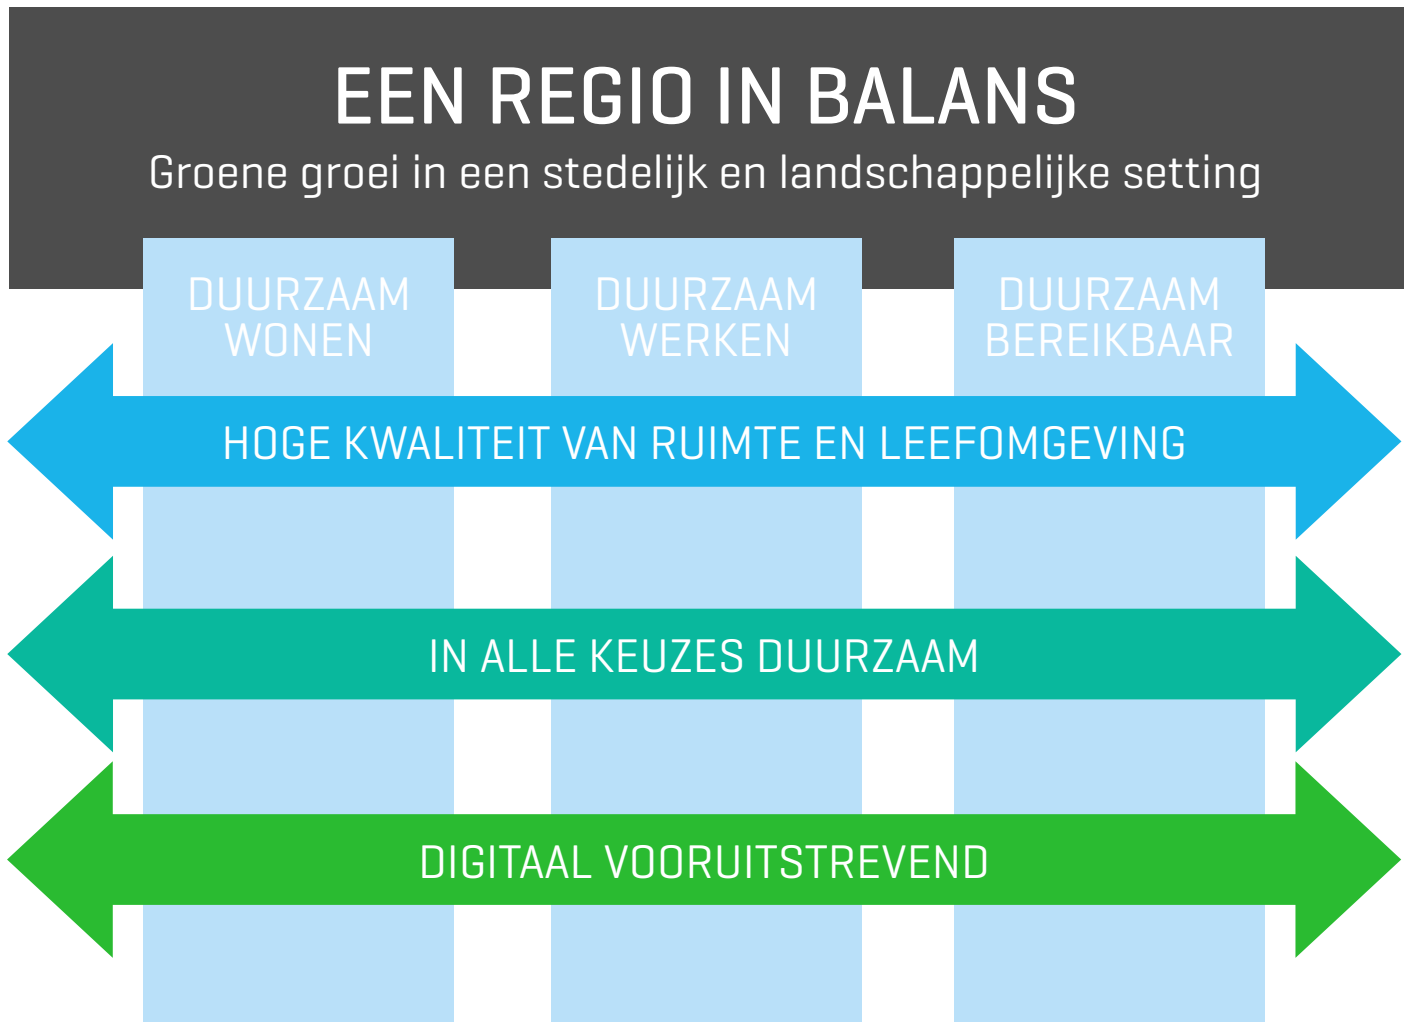 EEN REGIO IN BALANS
Groene groei in een stedelijk en landschappelijke setting
DUURZAAM
WONEN
DUURZAAM
WERKEN
DUURZAAM
BEREIKBAAR
HOGE KWALITEIT VAN RUIMTE EN LEEFOMGEVING
IN ALLE KEUZES DUURZAAM
DIGITAAL VOORUITSTREVEND